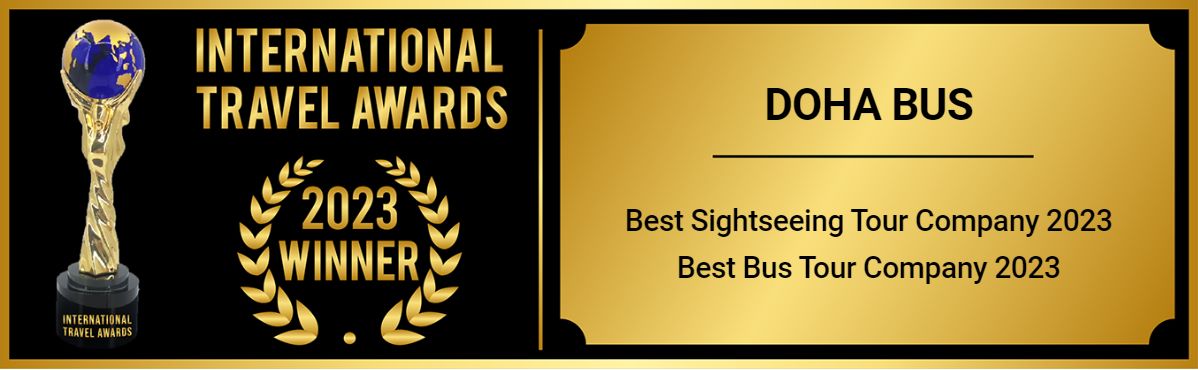 INTERNATIONAL
TRAVEL AWARDS
2023
WINNER
INTERNATIONAL
TRAVEL AWARDS
DOHA BUS
Best Sightseeing Tour Company 2023
Best Bus Tour Company 2023